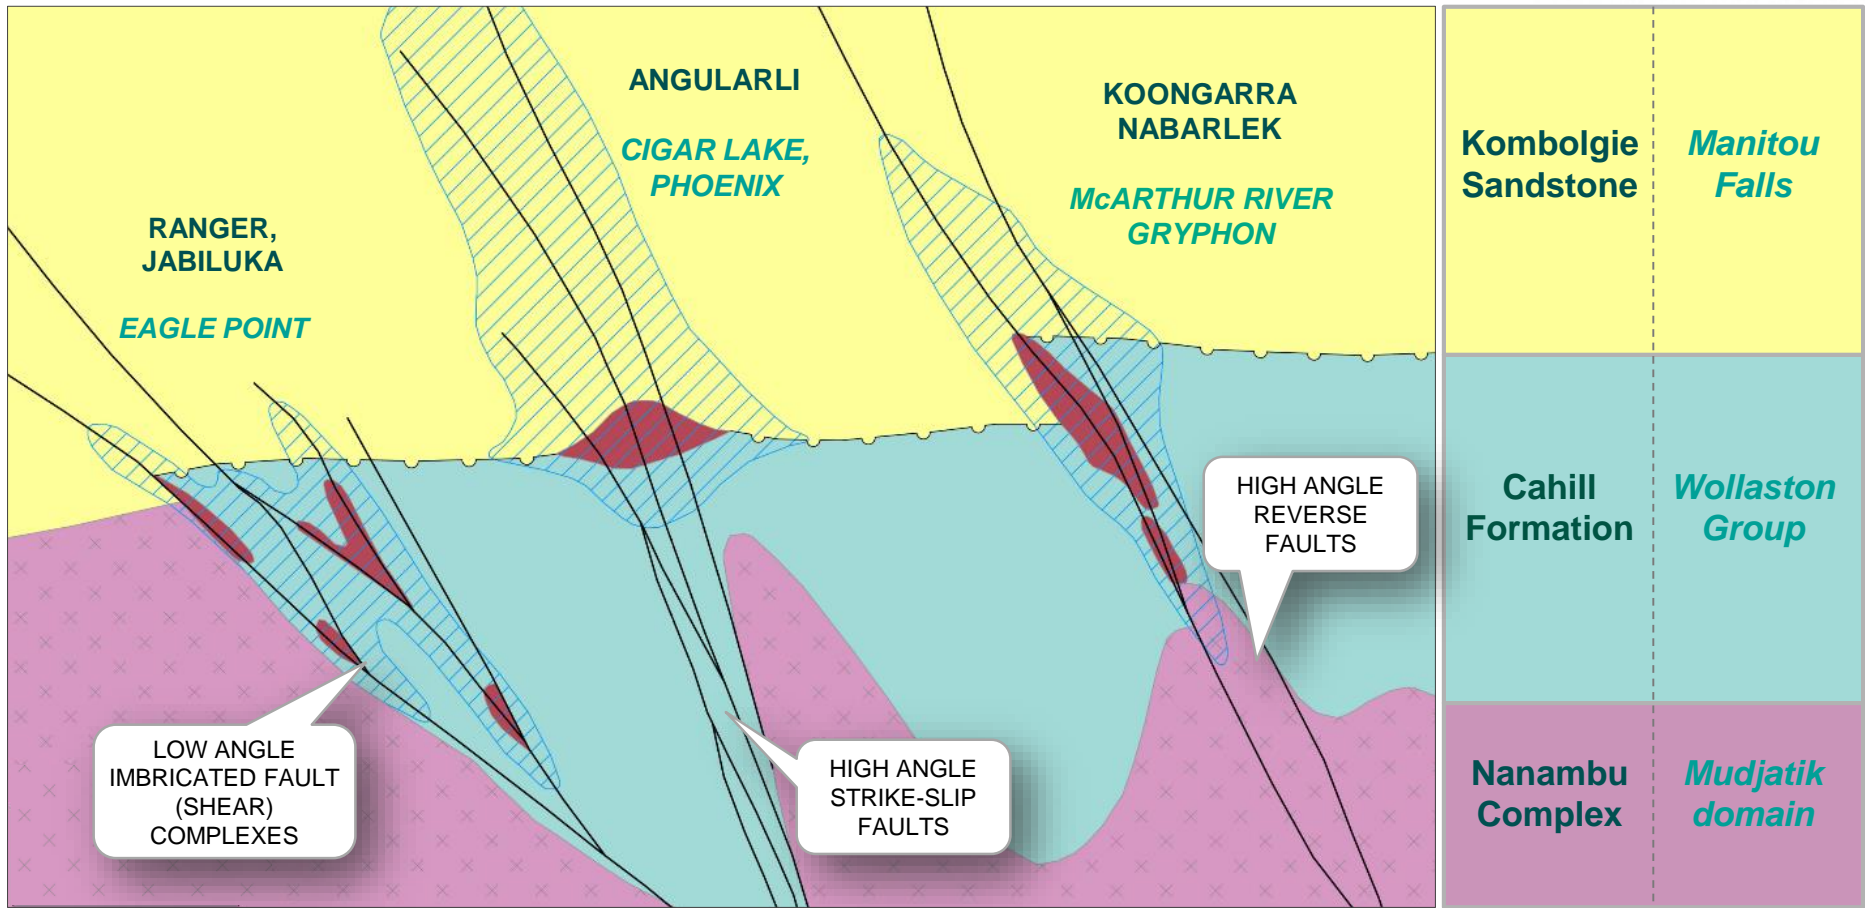 RANGER,
JABILUKA
EAGLE POINT
ANGULARLI
CIGAR LAKE,
PHOENIX
KOONGARRA
NABARLEK
McARTHUR RIVER
GRYPHON
LOW ANGLE
IMBRICATED FAULT
(SHEAR)
COMPLEXES
HIGH ANGLE
STRIKE-SLIP
FAULTS
HIGH ANGLE
REVERSE
FAULTS
Kombolgie
Sandstone
Manitou
Falls
Cahill
Formation
Wollaston
Group
Nanambu
Complex
Mudjatik
domain